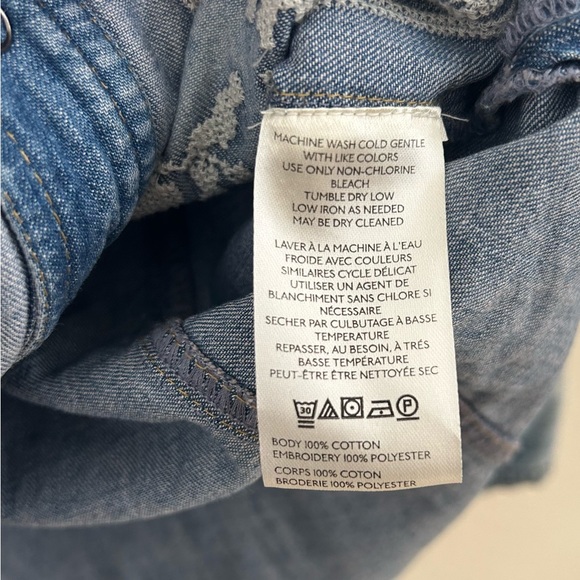 MACHINE WASH COLD GENTLE
WITH LIKE COLORS
USE ONLY NON-CHLORINE
BLEACH
TUMBLE DRY LOW
LOW IRON AS NEEDED
MAY BE DRY CLEANED
LAVER À LA MACHINE À L'EAU
FROIDE AVEC COULEURS
SIMILAIRES CYCLE DÉLICAT
UTILISER UN AGENT DE
BLANCHIMENT SANS CHLORE SI
NÉCESSAIRE
SECHER PAR CULBUTAGE À BASSE
TEMPERATURE
REPASSER, AU BESOIN, À TRÉS
BASSE TEMPÉRATURE
PEUT-ÊTRE ÊTRE NETTOYÉE SEC
30 P
BODY 100% COTTON
EMBROIDERY 100% POLYESTER
CORPS 100% COTON
BRODERIE 100% POLYESTER